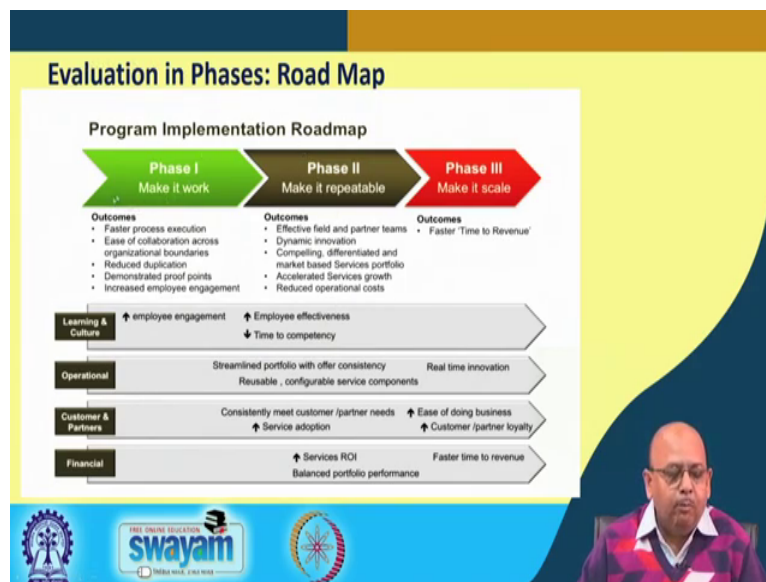 Evaluation in Phases: Road Map
Program Implementation Roadmap
Phase I
Make it work
Phase II
Make it repeatable
Phase III
Make it scale
Outcomes
• Faster process execution
• Ease of collaboration across
organizational boundaries
• Reduced duplication
• Demonstrated proof points
• Increased employee engagement
Outcomes
• Effective field and partner teams
• Dynamic innovation
• Compelling, differentiated and
market based Services portfolio
• Accelerated Services growth
• Reduced operational costs
Outcomes
• Faster 'Time to Revenue'
Learning &
Culture
↑ employee engagement
↑ Employee effectiveness
↓ Time to competency
Operational
Streamlined portfolio with offer consistency
Reusable , configurable service components
Real time innovation
Customer &
Partners
Consistently meet customer /partner needs
↑ Service adoption
↑ Ease of doing business
↑ Customer /partner loyalty
Financial
↑ Services ROI
Balanced portfolio performance
Faster time to revenue
FREE ONLINE EDUCATION
swayam